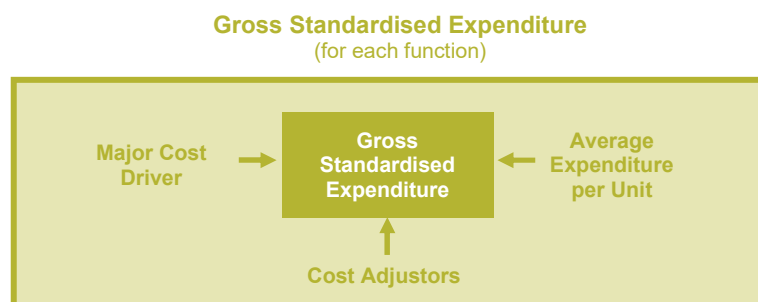 Gross Standardised Expenditure
(for each function)
Major Cost
Driver
Gross
Standardised
Expenditure
Average
Expenditure
per Unit
Cost Adjustors